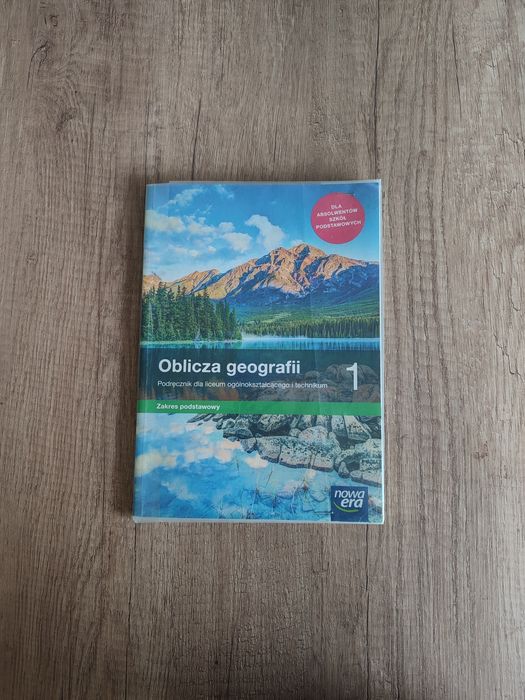 DLA
ABSOLWENTÓW
SZKÓŁ
PODSTAWOWYCH
Oblicza geografii 1
Podręcznik dla liceum ogólnokształcącego i technikum
Zakres podstawowy
nowa
era